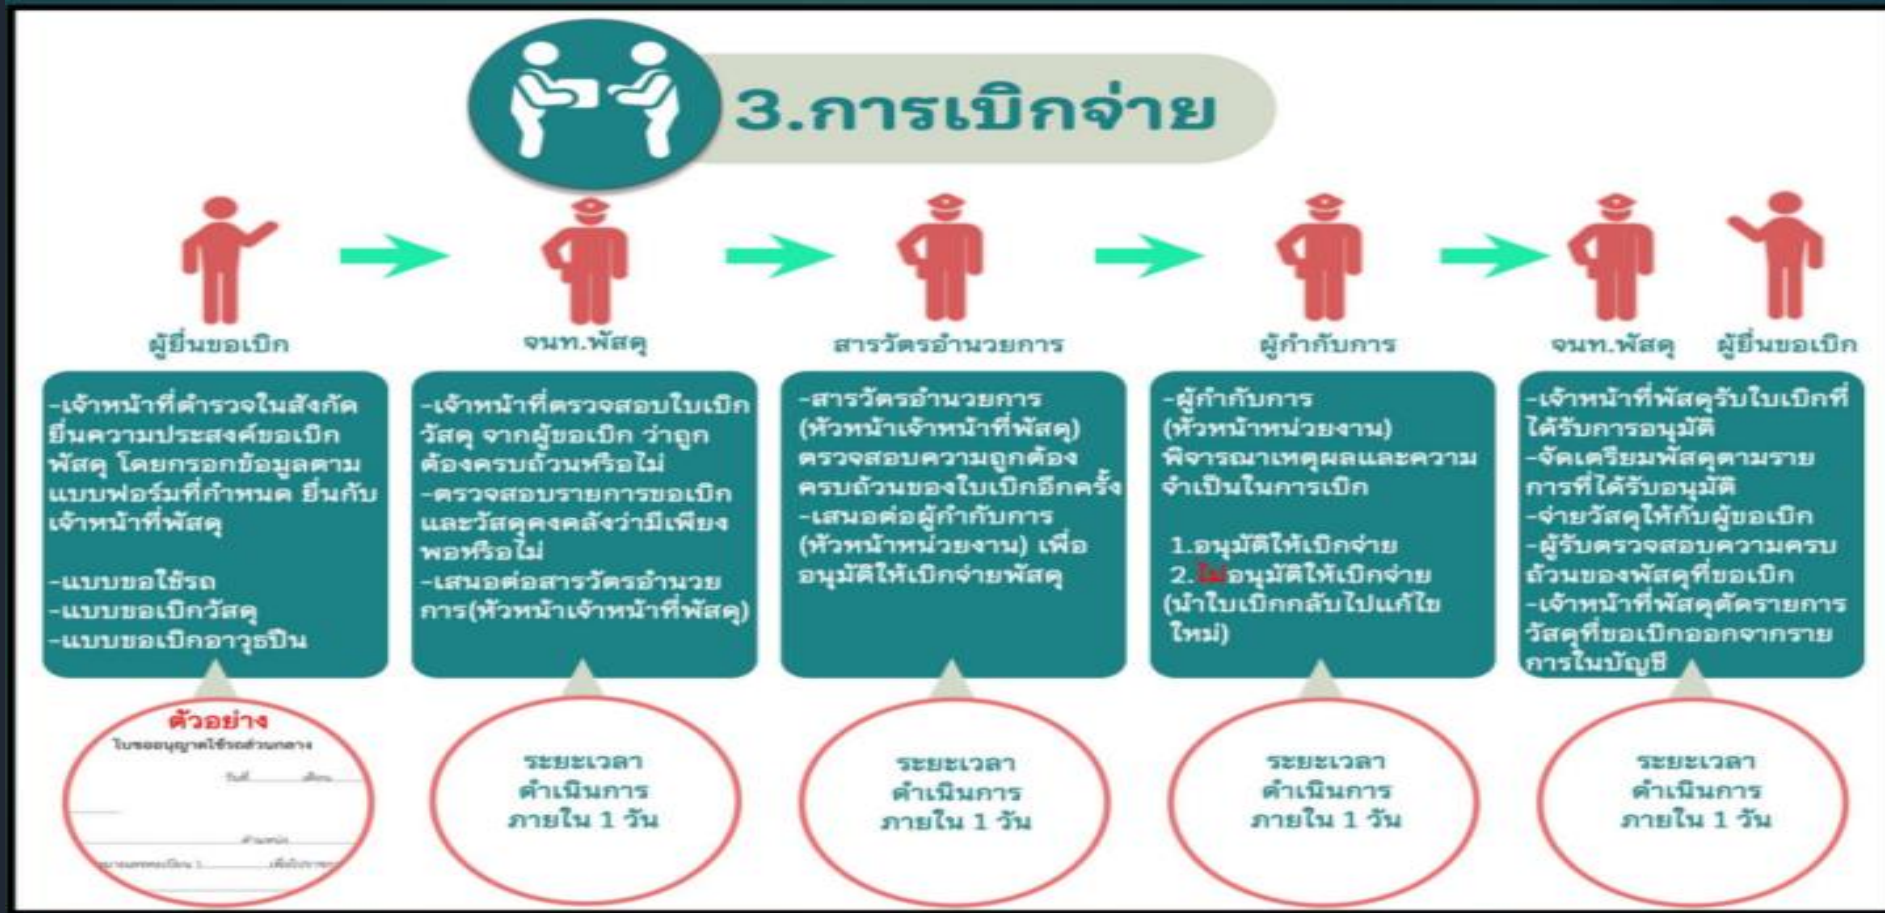 3.การเบิกจ่าย
ผู้ยื่นขอเบิก
จนท.พัสดุ
สารวัตรอำนวยการ
ผู้กำกับการ
จนท.พัสดุ
ผู้ยื่นขอเบิก
-เจ้าหน้าที่ตำรวจในสังกัด
ยื่นความประสงค์ขอเบิก
พัสดุ โดยกรอกข้อมูลตาม
แบบฟอร์มที่กำหนด ยื่นกับ
เจ้าหน้าที่พัสดุ
-แบบขอใช้รถ
-แบบขอเบิกวัสดุ
-แบบขอเบิกอาวุธปืน
-เจ้าหน้าที่ตรวจสอบใบเบิก
วัสดุ จากผู้ขอเบิก ว่าถูก
ต้องครบถ้วนหรือไม่
-ตรวจสอบรายการขอเบิก
และวัสดุคงคลังว่ามีเพียง
พอหรือไม่
-เสนอต่อสารวัตรอำนวย
การ(หัวหน้าเจ้าหน้าที่พัสดุ)
-สารวัตรอำนวยการ
(หัวหน้าเจ้าหน้าที่พัสดุ)
ตรวจสอบความถูกต้อง
ครบถ้วนของใบเบิกอีกครั้ง
-เสนอต่อผู้กำกับการ
(หัวหน้าหน่วยงาน) เพื่อ
อนุมัติให้เบิกจ่ายพัสดุ
-ผู้กำกับการ
(หัวหน้าหน่วยงาน)
พิจารณาเหตุผลและความ
จำเป็นในการเบิก
1.อนุมัติให้เบิกจ่าย
2.ไม่อนุมัติให้เบิกจ่าย
(นำใบเบิกกลับไปแก้ไข
ใหม่)
-เจ้าหน้าที่พัสดุรับใบเบิกที่
ได้รับการอนุมัติ
-จัดเตรียมพัสดุตามราย
การที่ได้รับอนุมัติ
-จ่ายวัสดุให้กับผู้ขอเบิก
-ผู้รับตรวจสอบความครบ
ถ้วนของพัสดุที่ขอเบิก
-เจ้าหน้าที่พัสดุตัดรายการ
วัสดุที่ขอเบิกออกจากราย
การในบัญชี
ตัวอย่าง
ใบขออนุญาตใช้รถส่วนกลาง
วันที่ เดือน
ตำแหน่ง
ระยะเวลา
ดำเนินการ
ภายใน 1 วัน
ระยะเวลา
ดำเนินการ
ภายใน 1 วัน
ระยะเวลา
ดำเนินการ
ภายใน 1 วัน
ระยะเวลา
ดำเนินการ
ภายใน 1 วัน